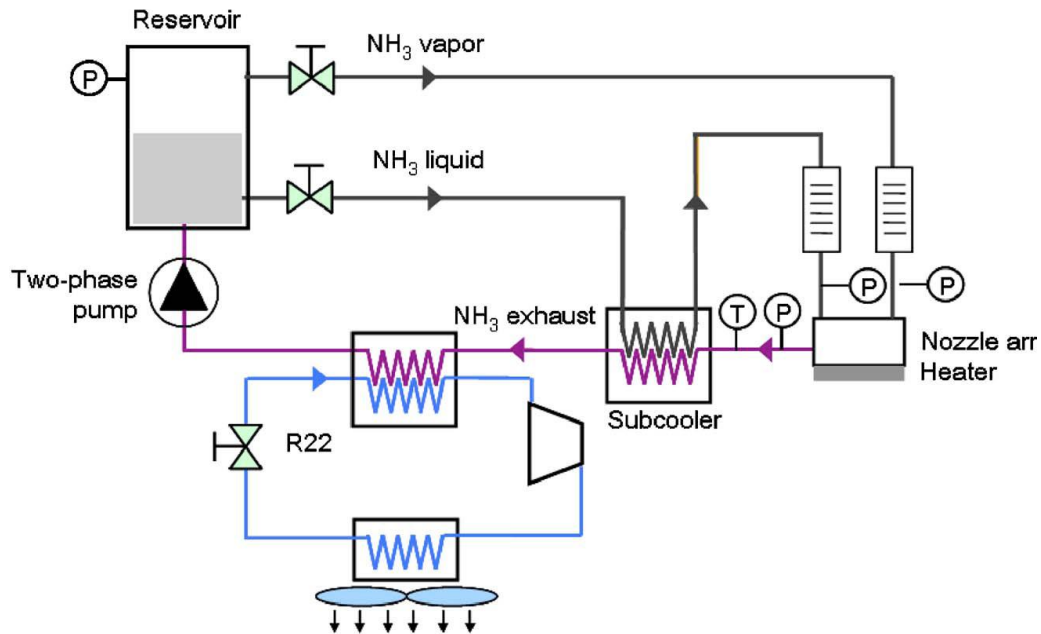 Reservoir
P
NH₃ vapor
NH₃ liquid
Two-phase
pump
NH₃ exhaust
T
P
P
P
Nozzle arr
Heater
Subcooler
R22